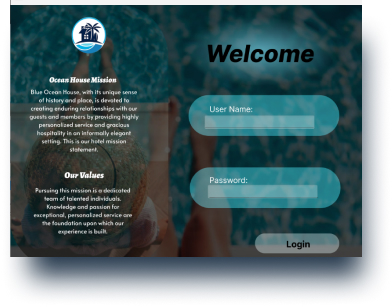 Ocean House Mission
Blue Ocean House, with its unique sense
of history and place, is devoted to
creating enduring relationships with our
guests and members by providing highly
personalized service and gracious
hospitality in an informally elegant
setting. This is our hotel mission
statement.
Our Values
Pursuing this mission is a dedicated
team of talented individuals.
Knowledge and passion for
exceptional, personalized service are
the foundation upon which our
experience is built.
Welcome
User Name:
Password:
Login